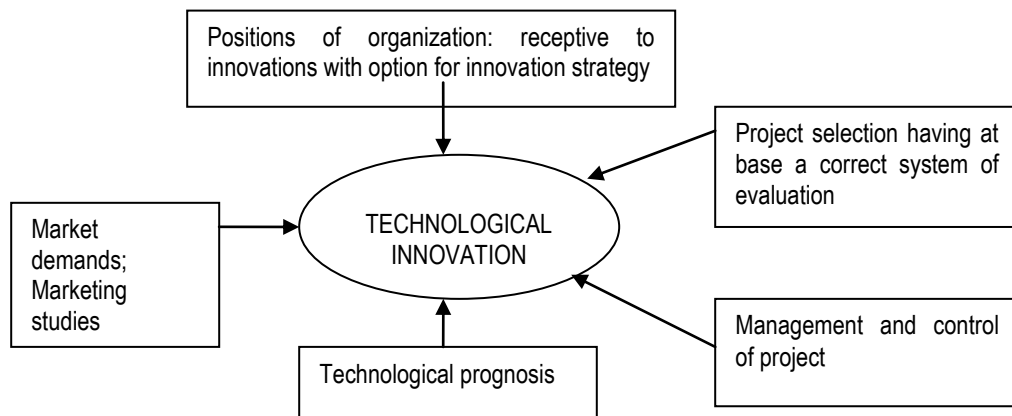 Positions of organization: receptive to
innovations with option for innovation strategy
Project selection having at
base a correct system of
evaluation
Market
demands;
Marketing
studies
TECHNOLOGICAL
INNOVATION
Management and control
of project
Technological prognosis